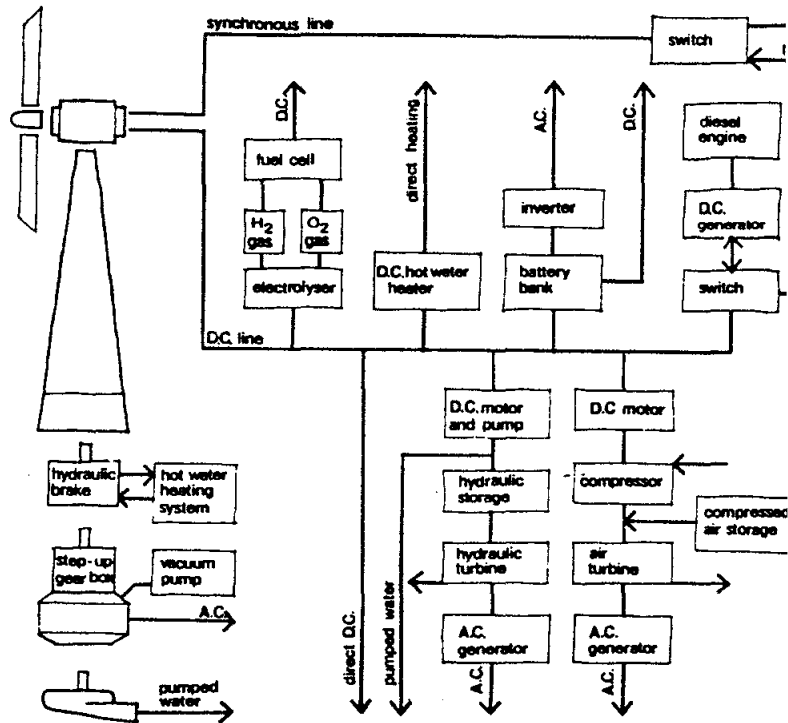 synchronous line
switch
D.C.
direct heating
A.C.
D.C.
diesel
engine
fuel cell
H2
gas
O2
gas
inverter
D.C.
generator
electrolyser
D.C. hot water
heater
battery
bank
switch
D.C. line
D.C. motor
and pump
D.C. motor
hydraulic
brake
hot water
heating
system
hydraulic
storage
compressor
compressed
air storage
step-up
gear box
vacuum
pump
hydraulic
turbine
air
turbine
A.C.
direct D.C.
pumped water
A.C.
generator
A.C.
generator
pumped
water
A.C.
A.C.